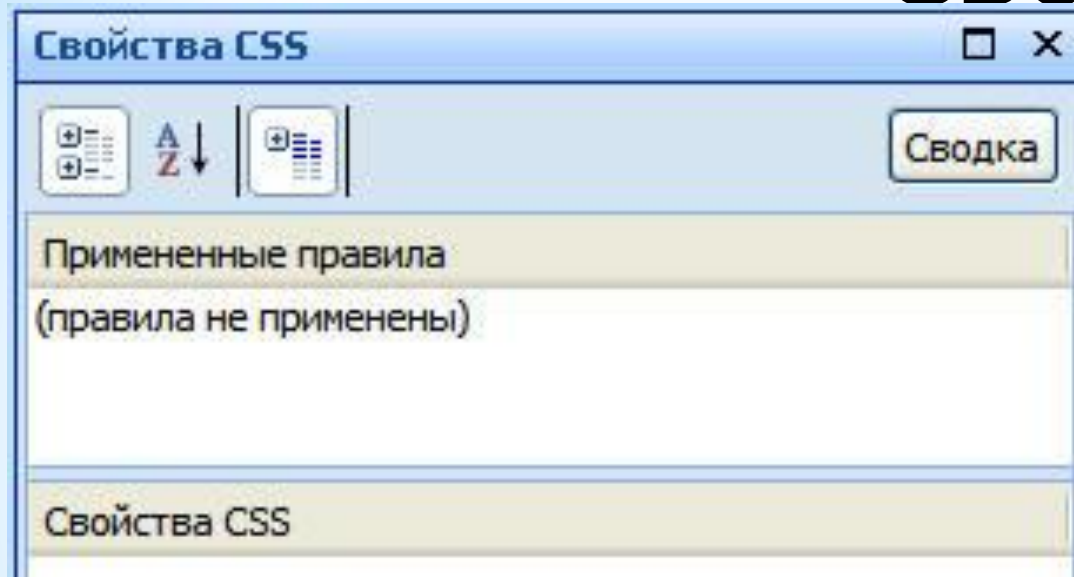 Свойства CSS
Сводка
Примененные правила
(правила не применены)
Свойства CSS